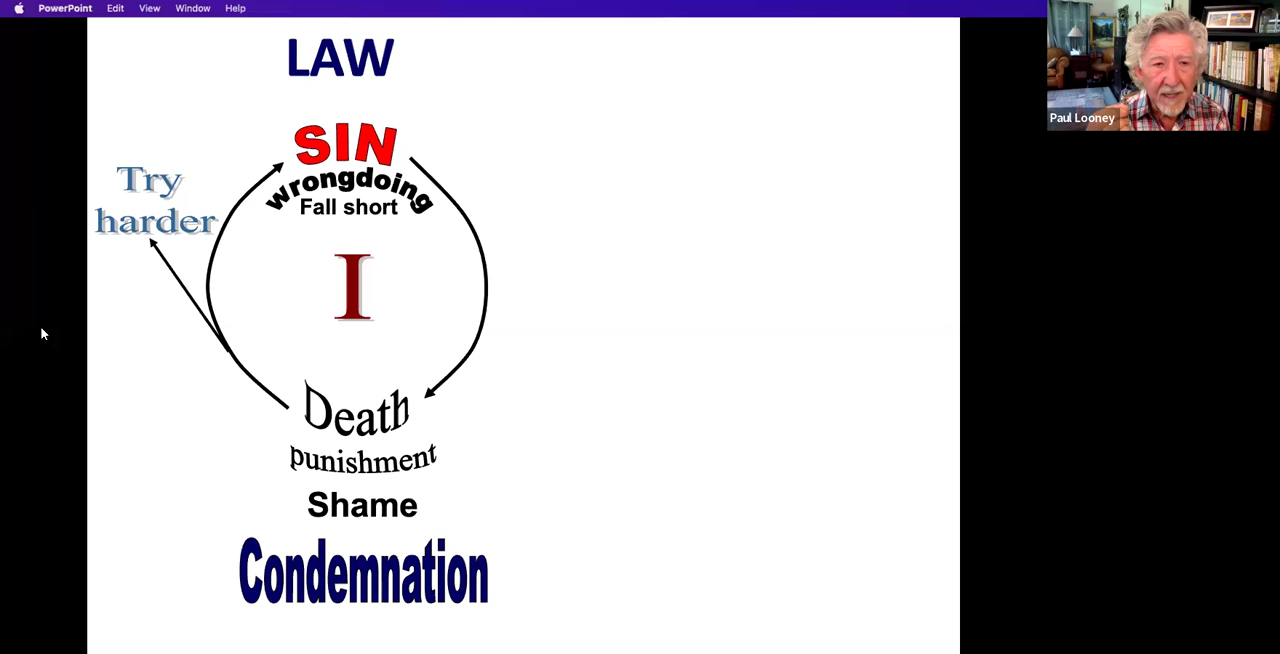 PowerPoint Edit View Window Help
LAW
SIN
wrongdoing
Fall short
Try
harder
I
Death
punishment
Shame
Condemnation
Paul Looney